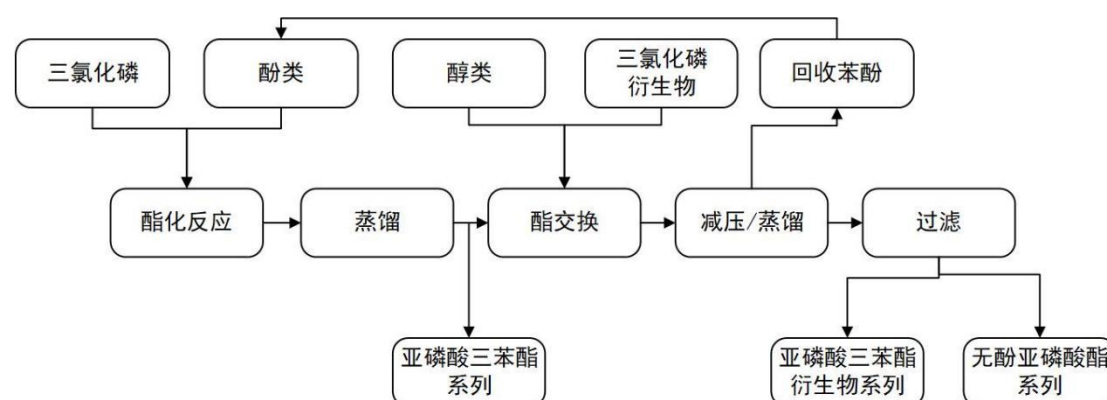 三氯化磷
酚类
醇类
三氯化磷
衍生物
回收苯酚
酯化反应
蒸馏
酯交换
减压/蒸馏
过滤
亚磷酸三苯酯
系列
亚磷酸三苯酯
衍生物系列
无酚亚磷酸酯
系列